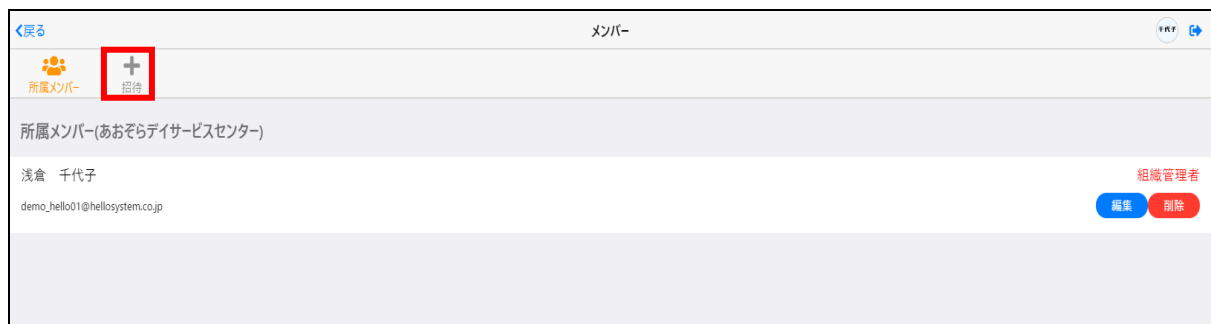 戻る
メンバー
千代子
所属メンバー
招待
所属メンバー(あおぞらデイサービスセンター)
浅倉　千代子
組織管理者
demo_hello01@hellosystem.co.jp
編集
削除